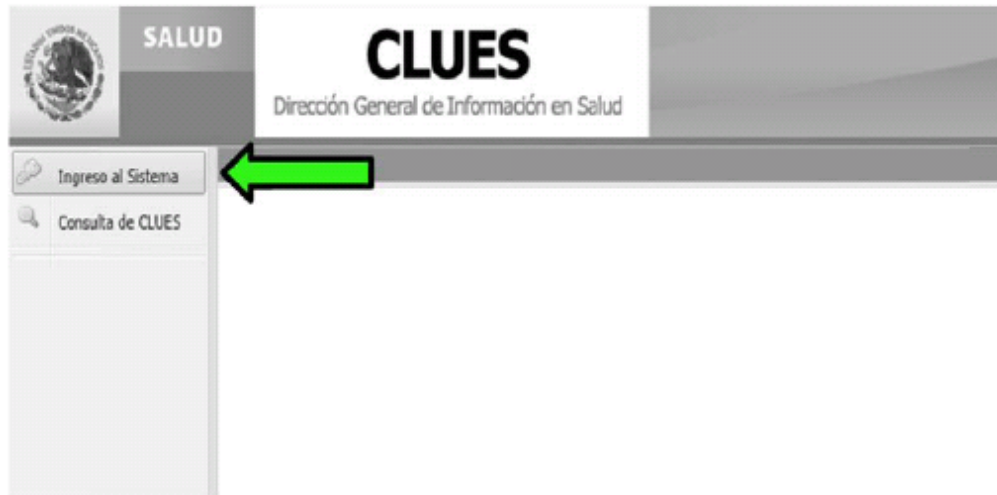 SALUD
CLUES
Dirección General de Información en Salud
Ingreso al Sistema
Consulta de CLUES